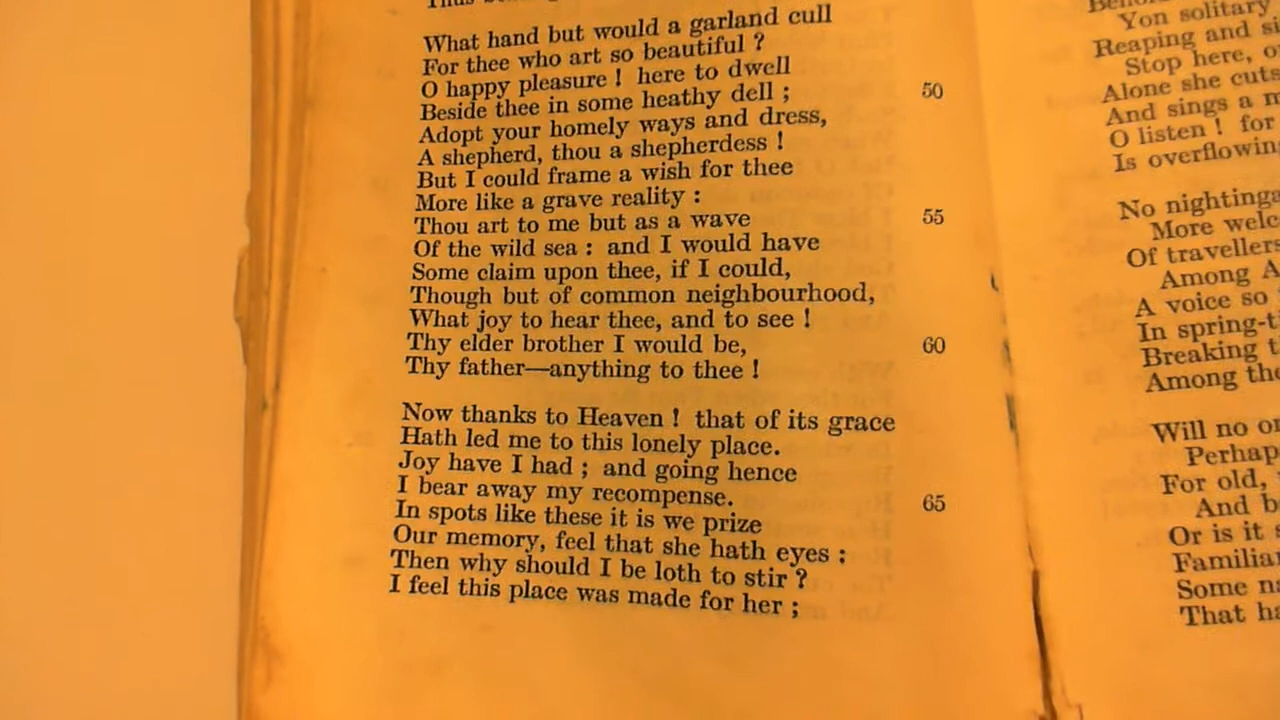 What hand but would a garland cull
For thee who art so beautiful ?
O happy pleasure ! here to dwell
Beside thee in some heathy dell ; 50
Adopt your homely ways and dress,
A shepherd, thou a shepherdess !
But I could frame a wish for thee
More like a grave reality :
Thou art to me but as a wave 55
Of the wild sea : and I would have
Some claim upon thee, if I could,
Though but of common neighbourhood,
What joy to hear thee, and to see !
Thy elder brother I would be, 60
Thy father—anything to thee !
Now thanks to Heaven ! that of its grace
Hath led me to this lonely place.
Joy have I had ; and going hence
I bear away my recompense. 65
In spots like these it is we prize
Our memory, feel that she hath eyes :
Then why should I be loth to stir ?
I feel this place was made for her ;
Yon solitary
Reaping and
Stop here,
Alone she cuts
And sings a
O listen ! for
Is
No
More
Of travellers
Among
A voice so
In
Breaking
Among
Will no
For old,
And
Or is it
Some
That